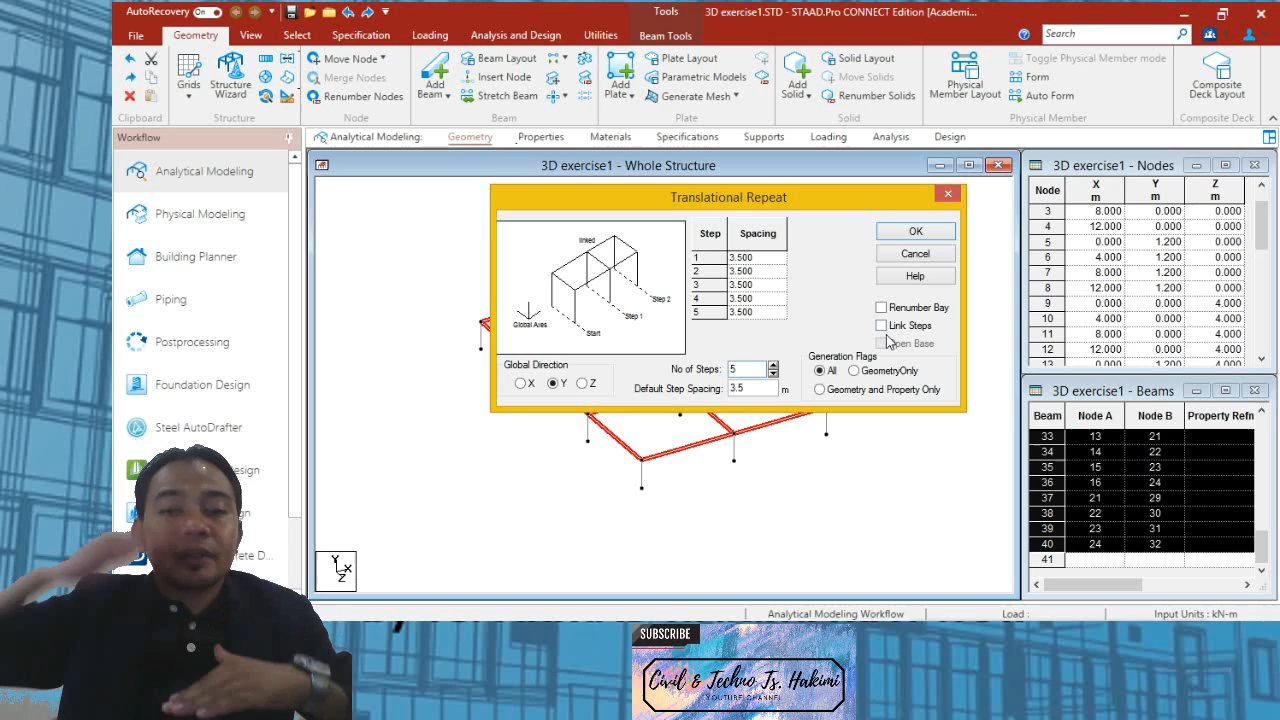 AutoRecovery On
Tools
3D exercise1.STD - STAAD.Pro CONNECT Edition [Academi...
File
Geometry
View
Select
Specification
Loading
Analysis and Design
Utilities
Beam Tools
Search
Grids
Structure Wizard
Move Node
Merge Nodes
Renumber Nodes
Add Beam
Beam Layout
Insert Node
Stretch Beam
Add Plate
Plate Layout
Parametric Models
Generate Mesh
Add Solid
Solid Layout
Move Solids
Renumber Solids
Physical Member Layout
Toggle Physical Member mode
Form
Auto Form
Composite Deck Layout
Clipboard
Structure
Node
Beam
Plate
Solid
Physical Member
Composite Deck
Workflow
Analytical Modeling:
Geometry
Properties
Materials
Specifications
Supports
Loading
Analysis
Design
Analytical Modeling
Physical Modeling
Building Planner
Piping
Postprocessing
Foundation Design
Steel AutoDrafter
3D exercise1 - Whole Structure
Translational Repeat
linked
Global Axes
Start
Step 1
Step 2
Step Spacing
1 3.500
2 3.500
3 3.500
4 3.500
5 3.500
OK
Cancel
Help
Renumber Bay
Link Steps
Open Base
Global Direction
X Y Z
No of Steps: 5
Default Step Spacing: 3.5 m
Generation Flags
All GeometryOnly
Geometry and Property Only
Y X Z
3D exercise1 - Nodes
Node X m Y m Z m
3 8.000 0.000 0.000
4 12.000 0.000 0.000
5 0.000 1.200 0.000
6 4.000 1.200 0.000
7 8.000 1.200 0.000
8 12.000 1.200 0.000
9 0.000 0.000 4.000
10 4.000 0.000 4.000
11 8.000 0.000 4.000
12 12.000 0.000 4.000
13 0.000 1.200 4.000
3D exercise1 - Beams
Beam Node A Node B Property Refn
33 13 21
34 14 22
35 15 23
36 16 24
37 21 29
38 22 30
39 23 31
40 24 32
41
Analytical Modeling Workflow
Load :
Input Units : kN-m
SUBSCRIBE
Civil & Techno Ts. Hakimi
YOUTUBE CHANNEL